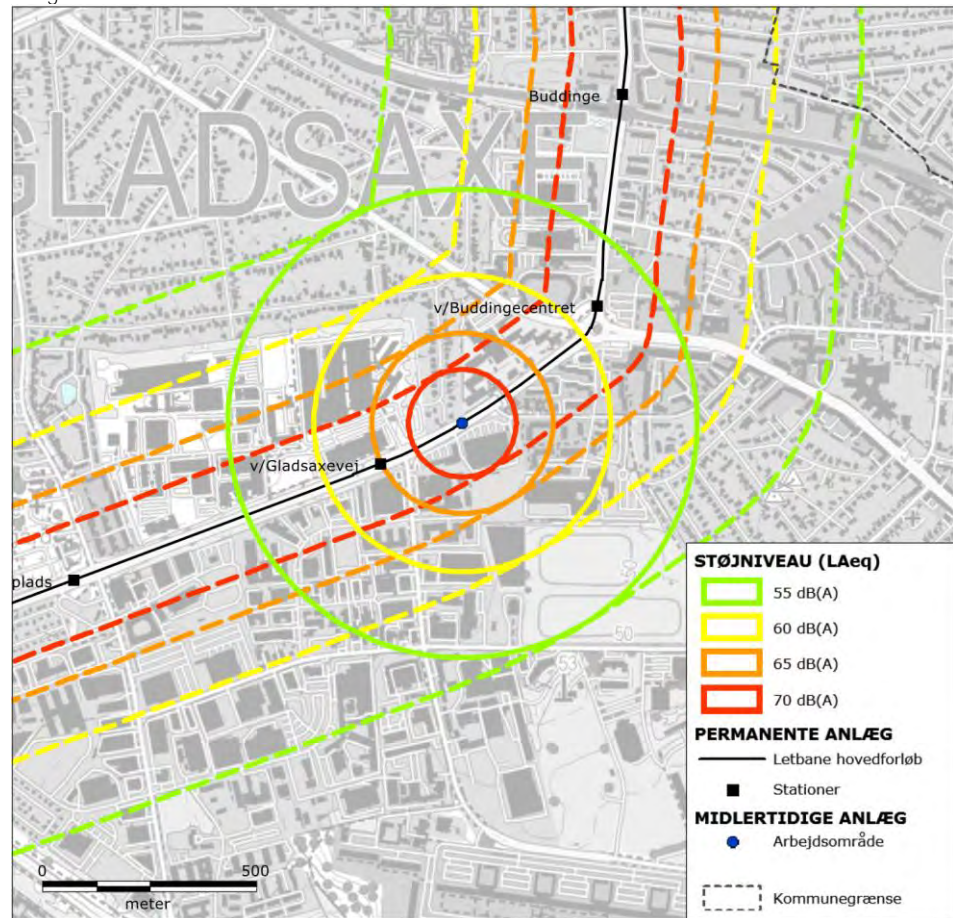 Buddinge
GLADSAXE
v/Buddingecentret
v/Gladsaxevej
plads
50
53
STØJNIVEAU (LAeq)
55 dB(A)
60 dB(A)
65 dB(A)
70 dB(A)
PERMANENTE ANLÆG
Letbane hovedforløb
Stationer
MIDLERTIDIGE ANLÆG
Arbejdsområde
Kommunegrænse
0 500
meter